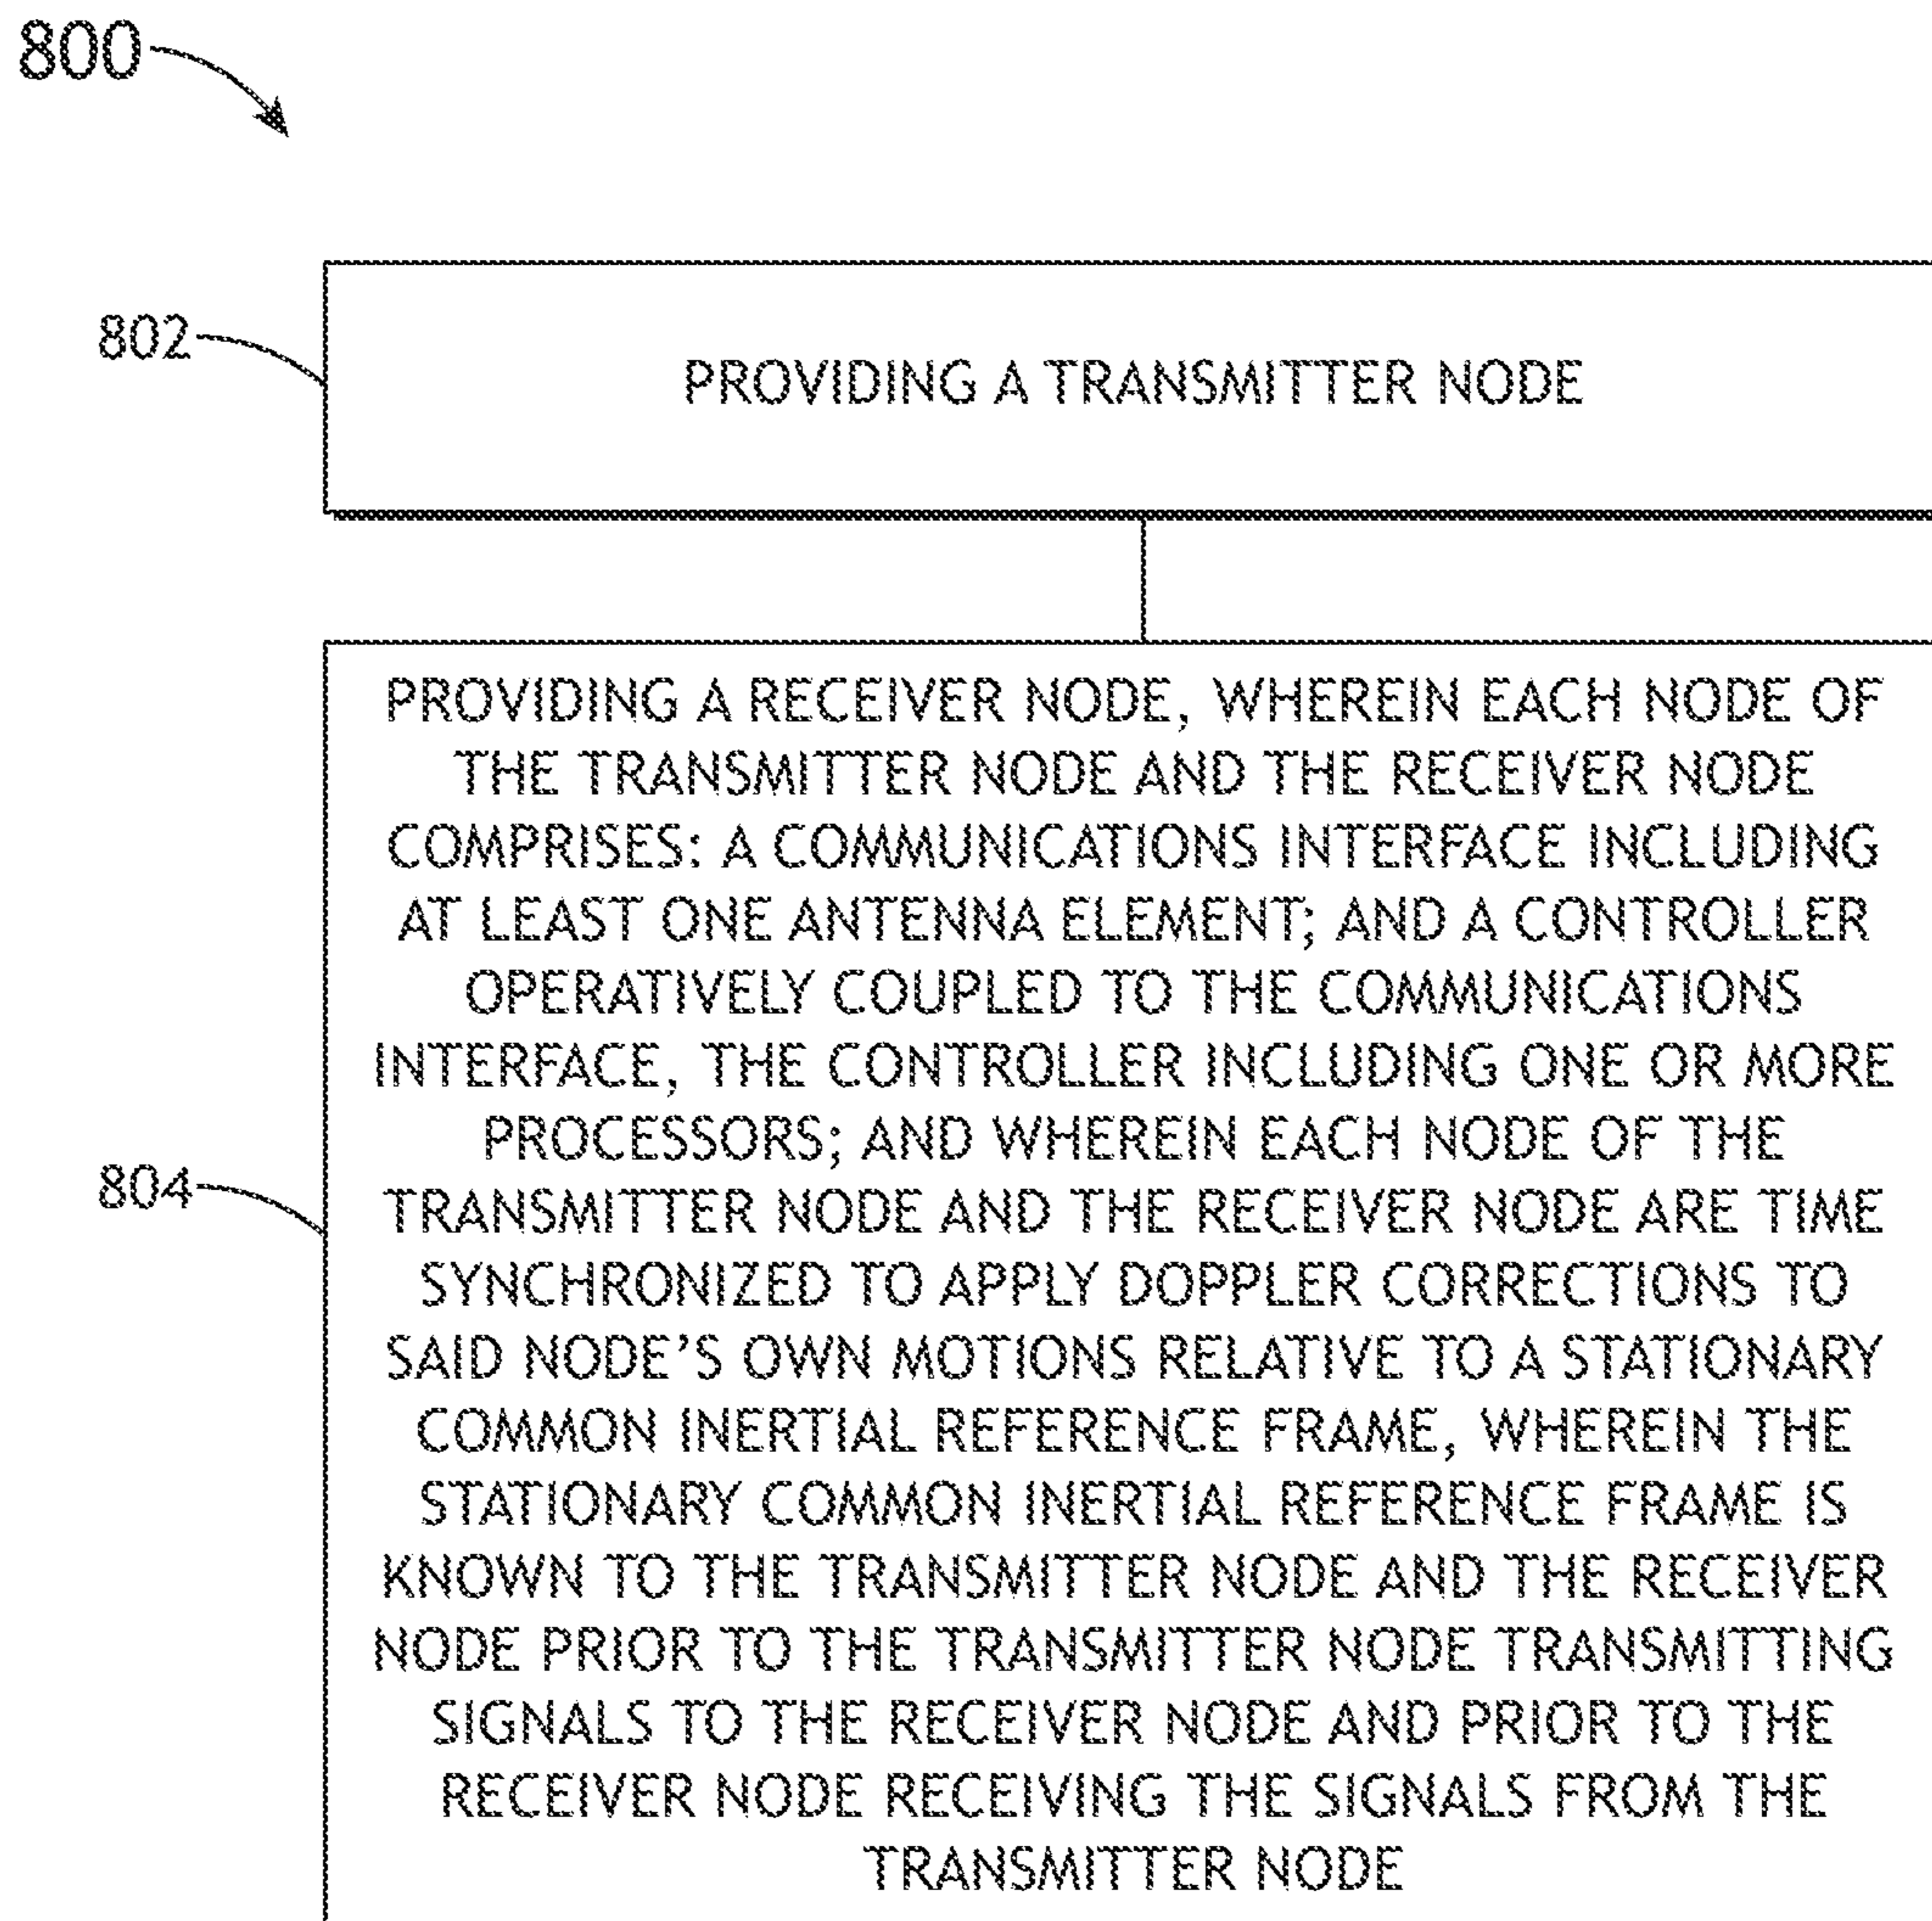 800
802
PROVIDING A TRANSMITTER NODE
PROVIDING A RECEIVER NODE, WHEREIN EACH NODE OF
THE TRANSMITTER NODE AND THE RECEIVER NODE
COMPRISES: A COMMUNICATIONS INTERFACE INCLUDING
AT LEAST ONE ANTENNA ELEMENT; AND A CONTROLLER
OPERATIVELY COUPLED TO THE COMMUNICATIONS
INTERFACE, THE CONTROLLER INCLUDING ONE OR MORE
PROCESSORS; AND WHEREIN EACH NODE OF THE
804
TRANSMITTER NODE AND THE RECEIVER NODE ARE TIME
SYNCHRONIZED TO APPLY DOPPLER CORRECTIONS TO
SAID NODE'S OWN MOTIONS RELATIVE TO A STATIONARY
COMMON INERTIAL REFERENCE FRAME, WHEREIN THE
STATIONARY COMMON INERTIAL REFERENCE FRAME IS
KNOWN TO THE TRANSMITTER NODE AND THE RECEIVER
NODE PRIOR TO THE TRANSMITTER NODE TRANSMITTING
SIGNALS TO THE RECEIVER NODE AND PRIOR TO THE
RECEIVER NODE RECEIVING THE SIGNALS FROM THE
TRANSMITTER NODE